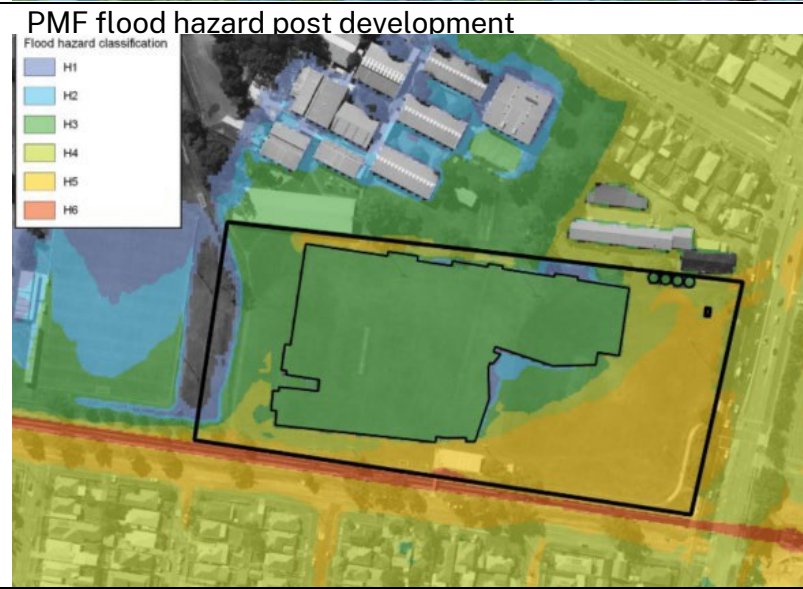 PMF flood hazard post development
Flood hazard classification
H1
H2
H3
H4
H5
H6